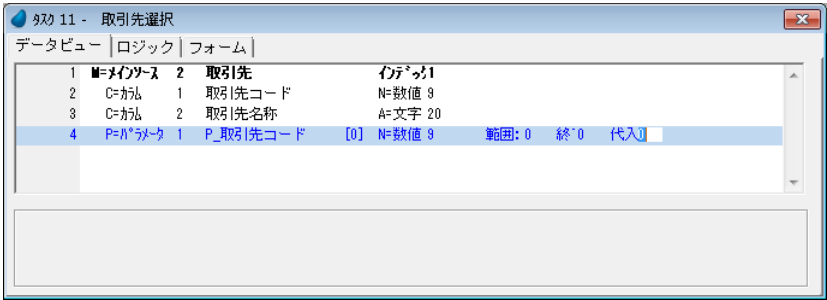 ﾀｽｸ 11 - 取引先選択
データビュー ロジック フォーム
1 M=ﾒｲﾝｿｰｽ 2 取引先 ｲﾝﾃﾞｯｸｽ1
2 C=ｶﾗﾑ 1 取引先コード N=数値 9
3 C=ｶﾗﾑ 2 取引先名称 A=文字 20
4 P=ﾊﾟﾗﾒｰﾀ 1 P_取引先コード [0] N=数値 9 範囲: 0 終 0 代入 0